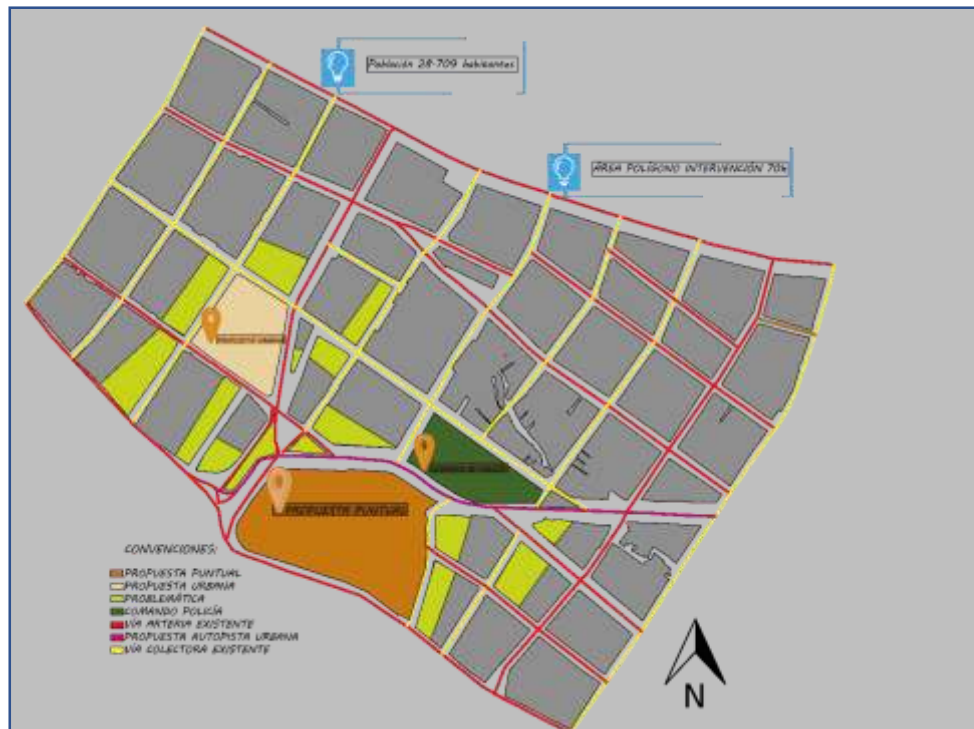 Población 28.709 habitantes
ÁREA POLÍGONO INTERVENCIÓN
PROPUESTA PUNTUAL
CONVENCIONES:
PROPUESTA PUNTUAL
PROPUESTA URBANA
PROBLEMÁTICA
COMANDO POLICÍA
VÍA ARTERIA EXISTENTE
PROPUESTA AUTOPISTA URBANA
VÍA COLECTORA EXISTENTE
N